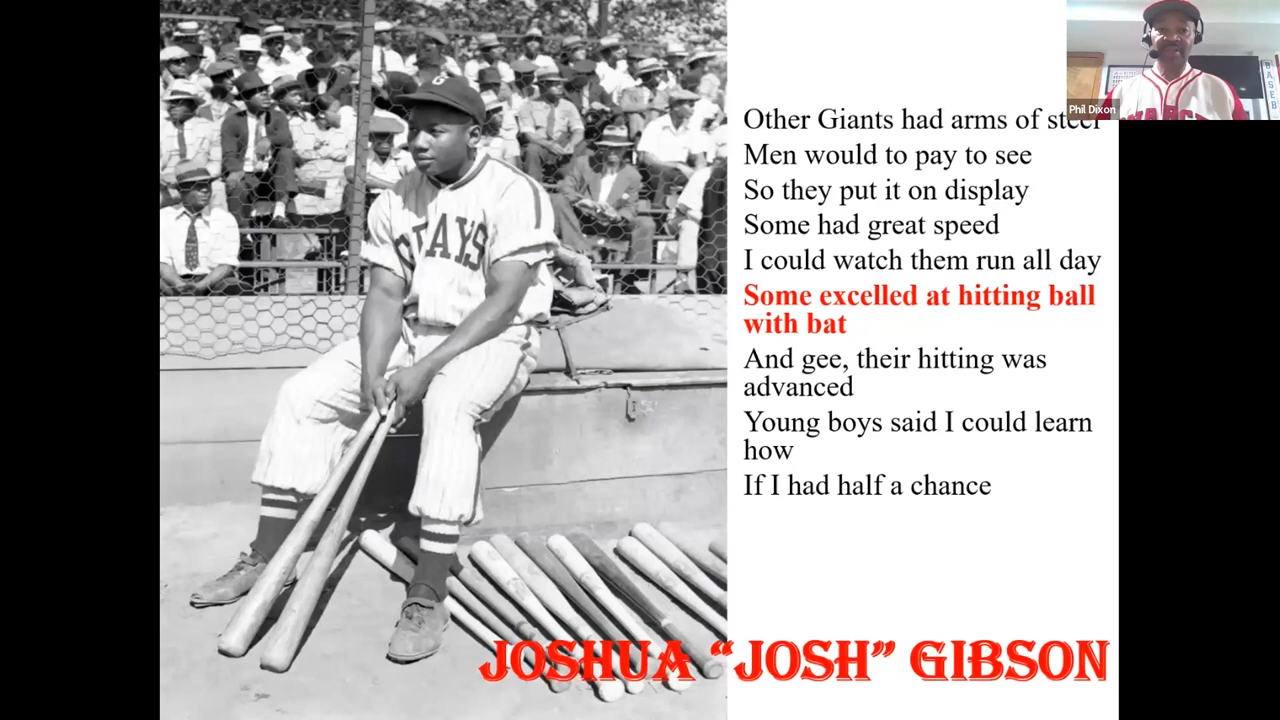 Other Giants had arms of steel
Men would to pay to see
So they put it on display
Some had great speed
I could watch them run all day
Some excelled at hitting ball
with bat
And gee, their hitting was
advanced
Young boys said I could learn
how
If I had half a chance
JOSHUA “JOSH” GIBSON
Phil Dixon
GRAYS
G
BASEB